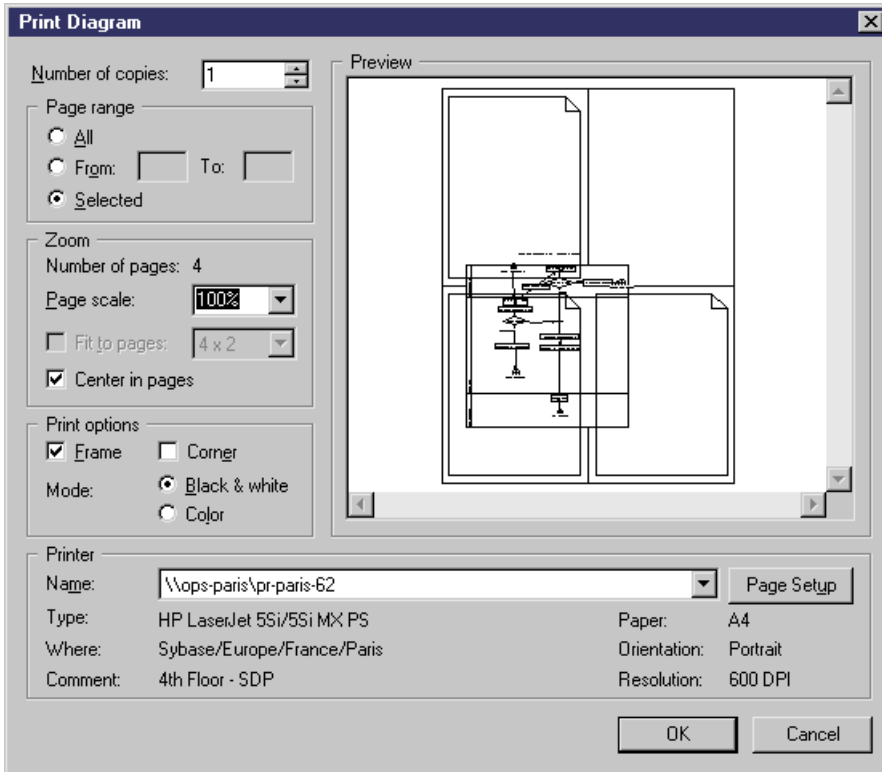 Print Diagram
Number of copies: 1
Preview
Page range
All
From: To:
Selected
Zoom
Number of pages: 4
Page scale: 100%
Fit to pages: 4 x 2
Center in pages
Print options
Frame Corner
Mode: Black & white
Color
Printer
Name: \\ops-paris\pr-paris-62 Page Setup
Type: HP LaserJet 5Si/5Si MX PS Paper: A4
Where: Sybase/Europe/France/Paris Orientation: Portrait
Comment: 4th Floor - SDP Resolution: 600 DPI
OK Cancel